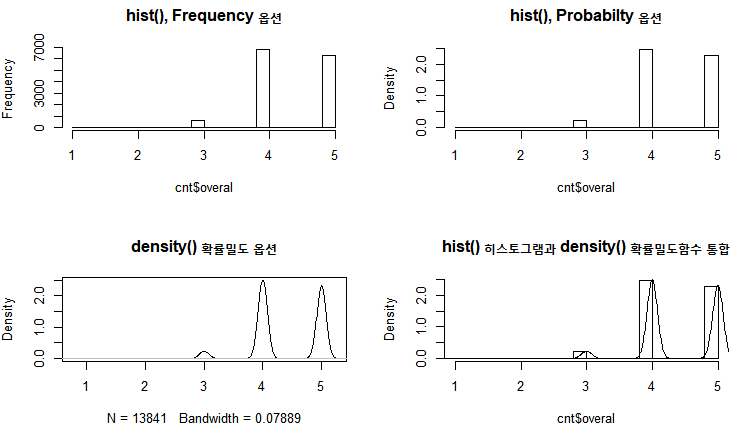 hist(), Frequency 옵션
Frequency
7000
3000
0
1 2 3 4 5
cnt$overal
hist(), Probabilty 옵션
Density
2.0
1.0
0.0
1 2 3 4 5
cnt$overal
density() 확률밀도 옵션
Density
2.0
1.0
0.0
1 2 3 4 5
N = 13841 Bandwidth = 0.07889
hist() 히스토그램과 density() 확률밀도함수 통합
Density
2.0
1.0
0.0
1 2 3 4 5
cnt$overal